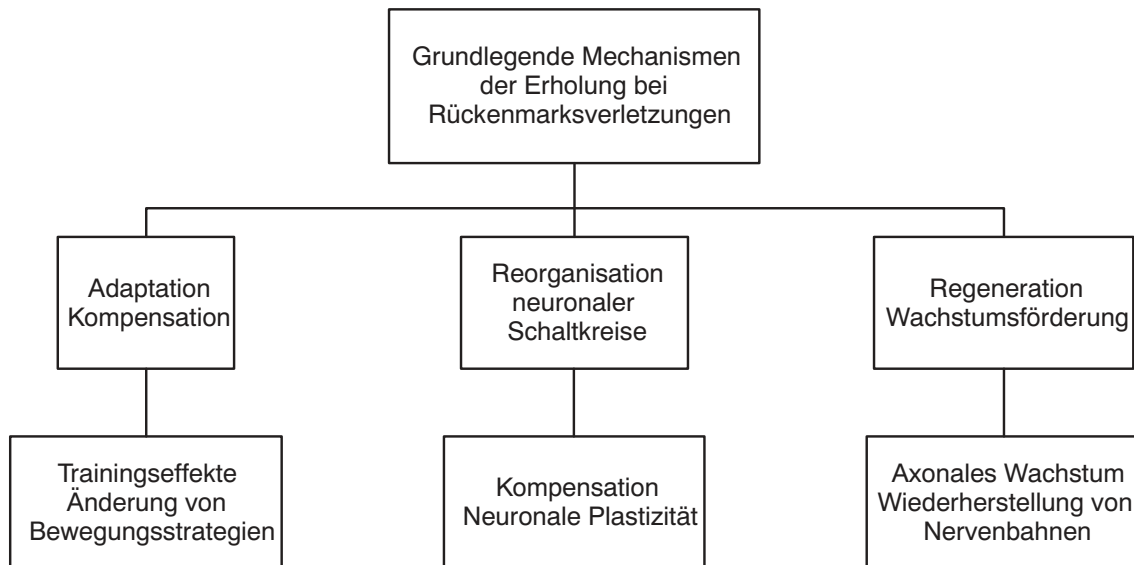 Grundlegende Mechanismen
der Erholung bei
Rückenmarksverletzungen
Adaptation
Kompensation
Reorganisation
neuronaler
Schaltkreise
Regeneration
Wachstumsförderung
Trainingseffekte
Änderung von
Bewegungsstrategien
Kompensation
Neuronale Plastizität
Axonales Wachstum
Wiederherstellung von
Nervenbahnen